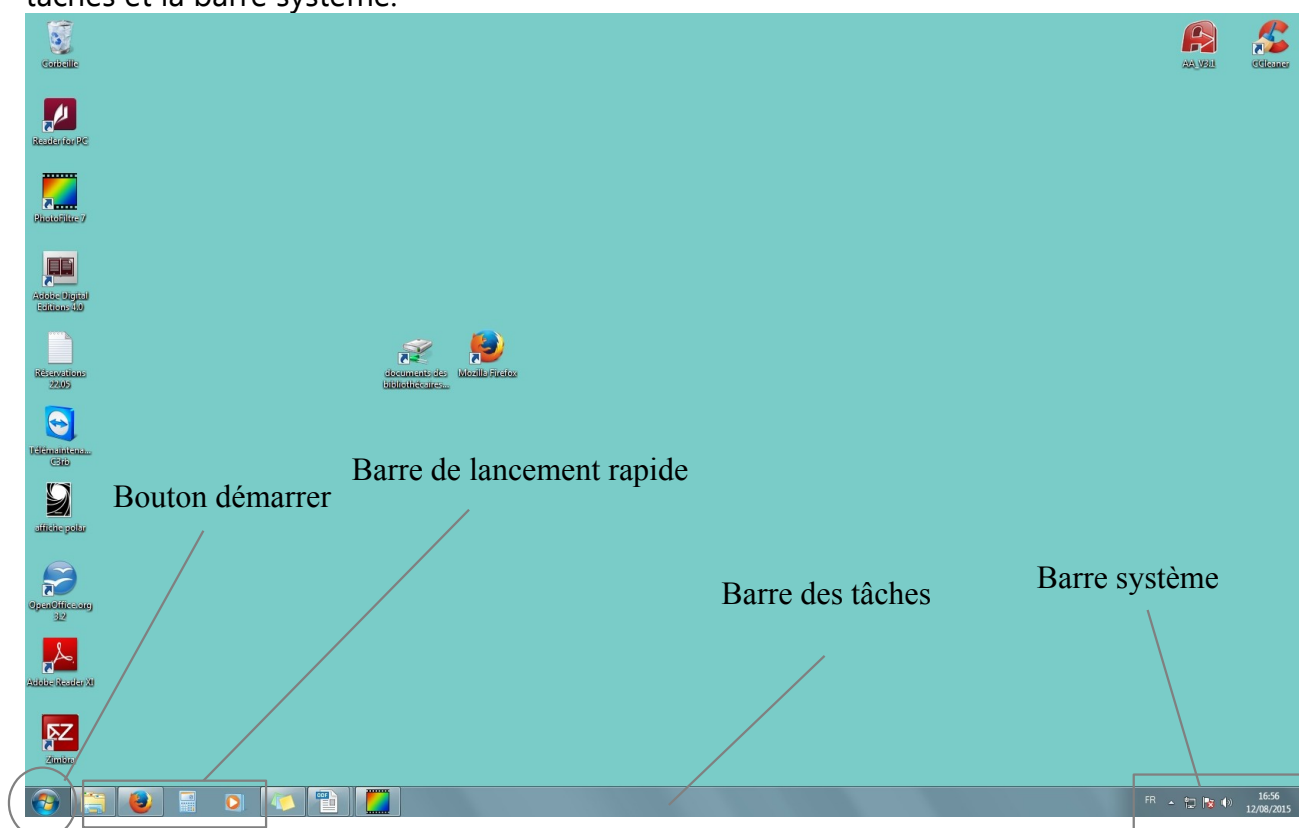 taches et la barre système.
Corbeille
AA_V3.1
CCleaner
Reader for PC
PhotoFiltre 7
Adobe Digital
Editions 4.0
Réservations
22.05
documents des
bibliothécaires...
Mozilla Firefox
Télémaintena...
C3rb
Barre de lancement rapide
Bouton démarrer
affiche polar
Barre système
Barre des tâches
OpenOffice.org
3.2
Adobe Reader XI
Zimbra
FR
16:56
12/08/2015